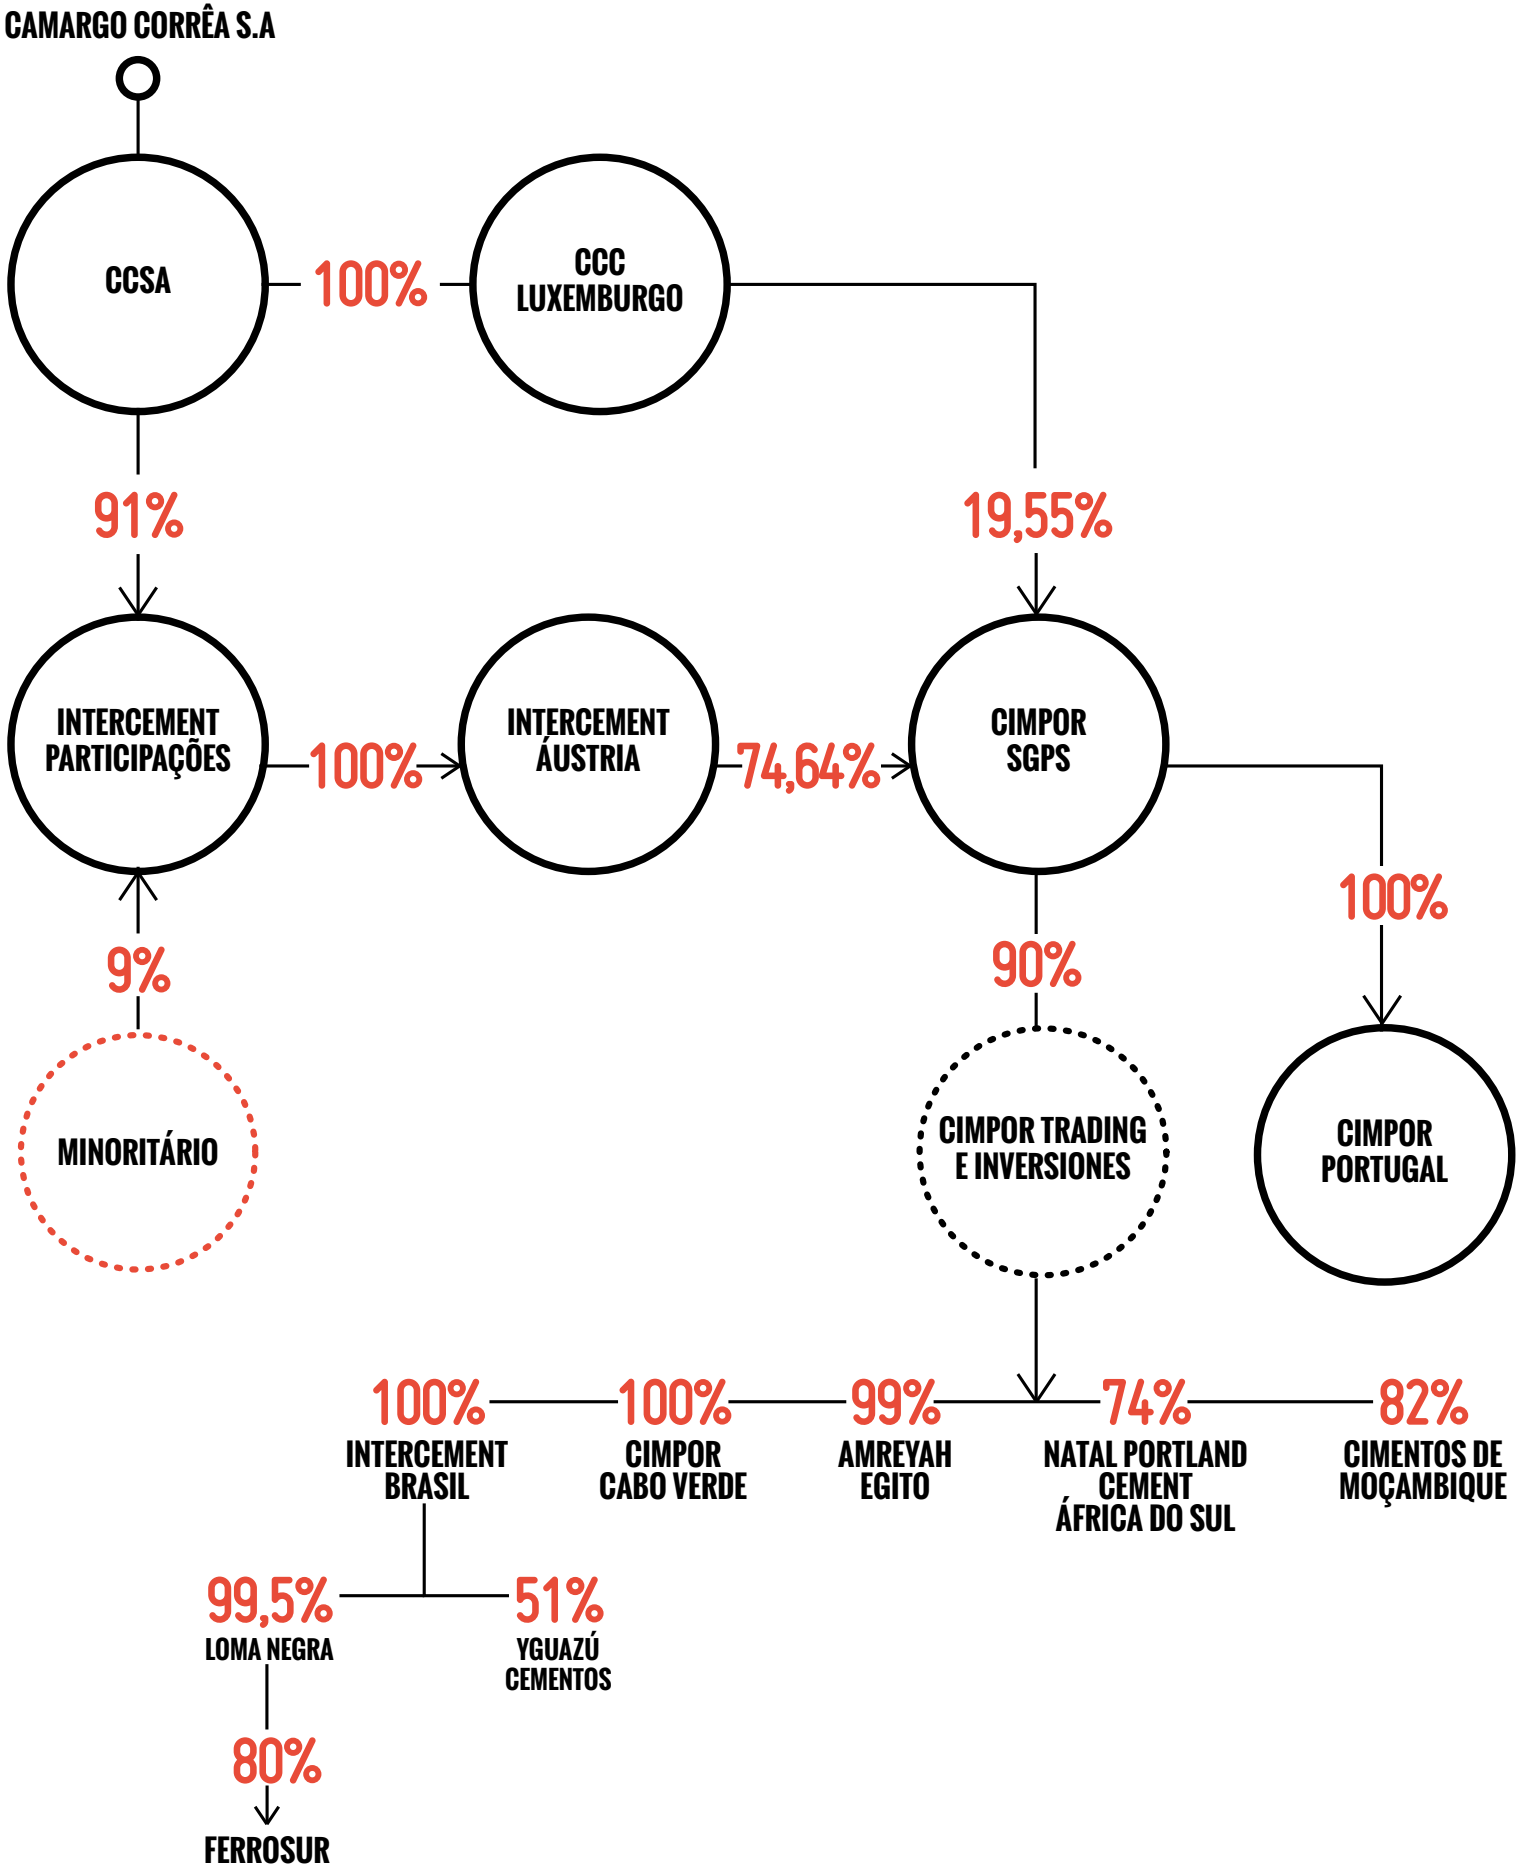 CAMARGO CORRÊA S.A
CCSA
100%
CCC
LUXEMBURGO
91%
19,55%
INTERCEMENT
PARTICIPAÇÕES
100%
INTERCEMENT
ÁUSTRIA
74,64%
CIMPOR
SGPS
100%
9%
90%
MINORITÁRIO
CIMPOR TRADING
E INVERSIONES
CIMPOR
PORTUGAL
100%
INTERCEMENT
BRASIL
100%
CIMPOR
CABO VERDE
99%
AMREYAH
EGITO
74%
NATAL PORTLAND
CEMENT
ÁFRICA DO SUL
82%
CIMENTOS DE
MOÇAMBIQUE
99,5%
LOMA NEGRA
51%
YGUAZÚ
CEMENTOS
80%
FERROSUR